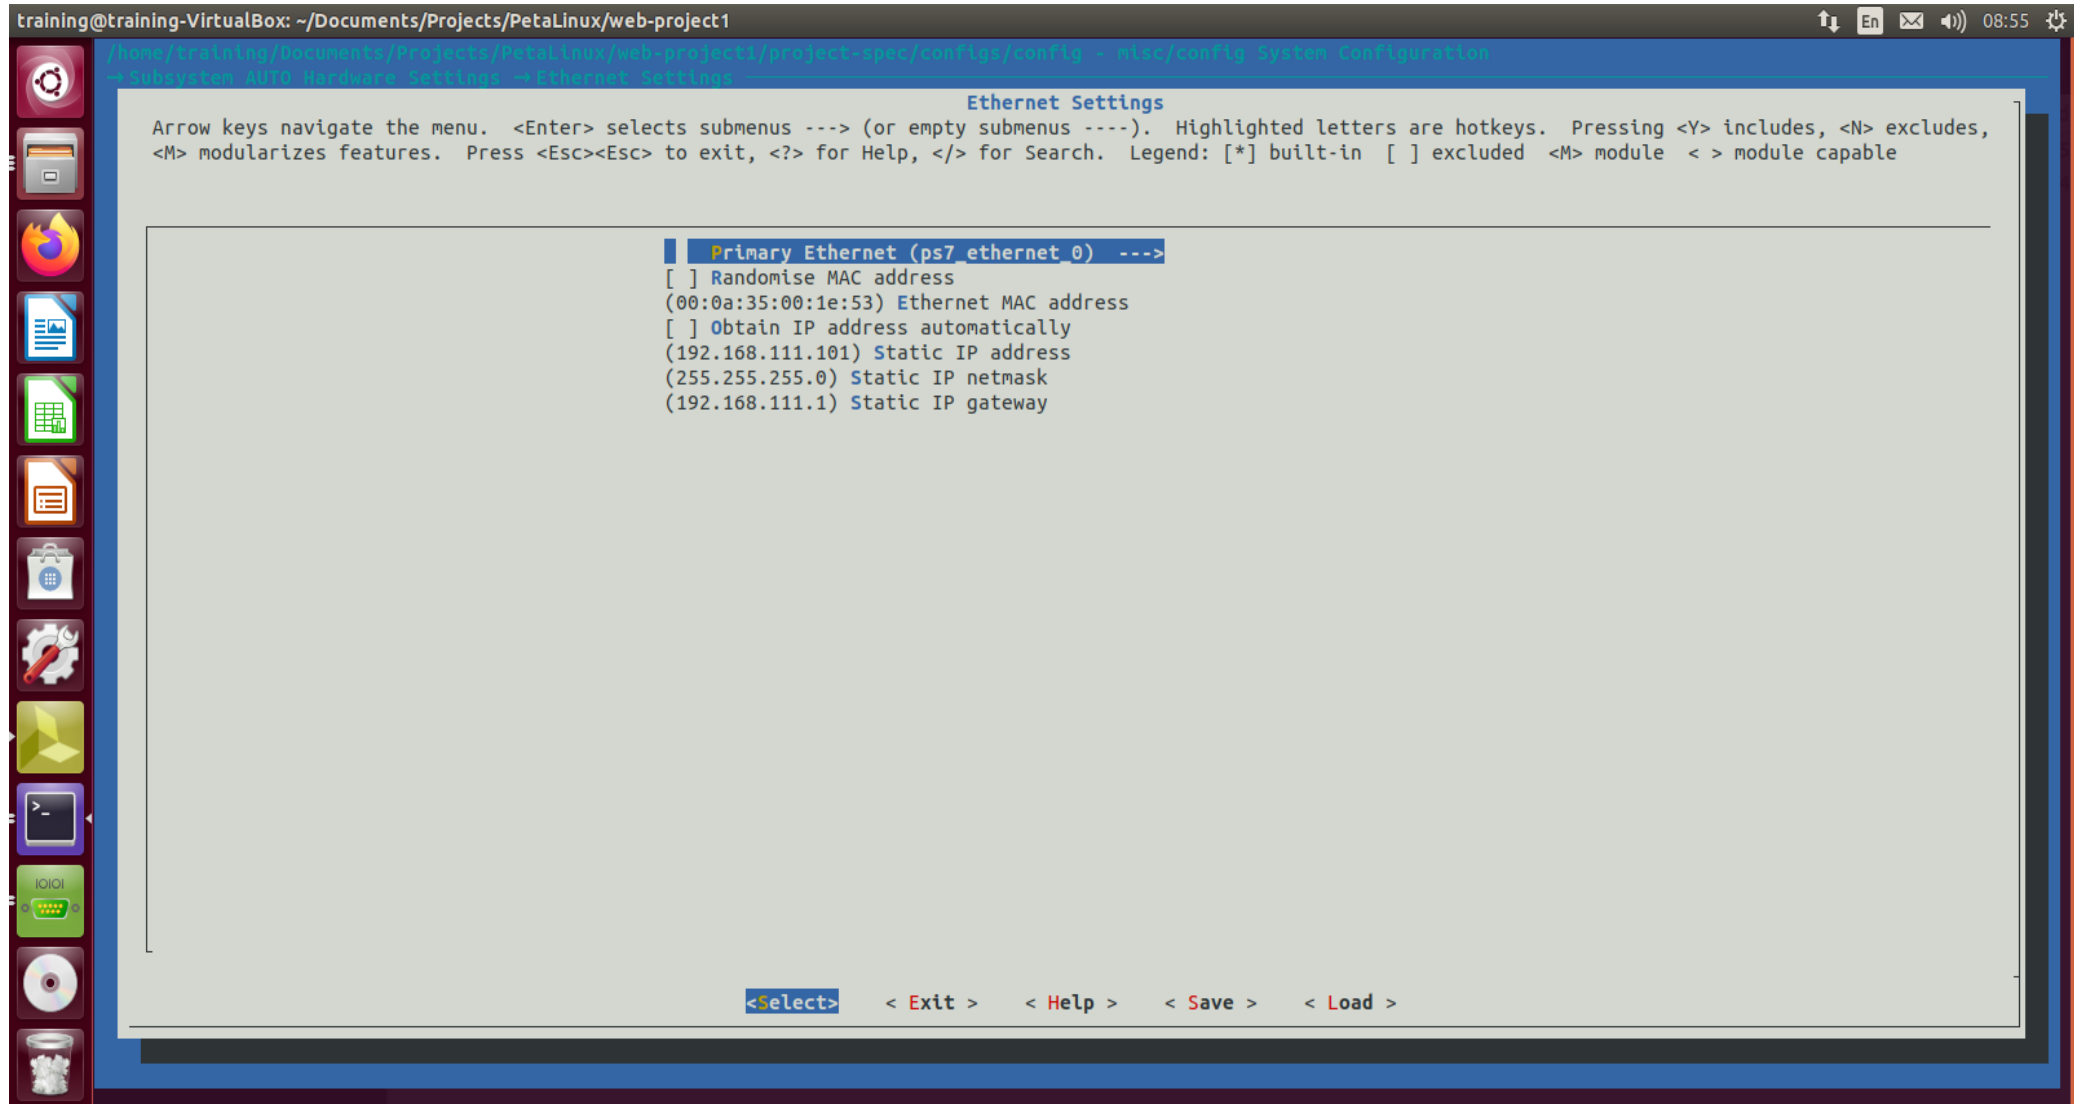 training@training-VirtualBox: ~/Documents/Projects/PetaLinux/web-project1
En
08:55
/home/training/Documents/Projects/PetaLinux/web-project1/project-spec/configs/config - misc/config System Configuration
→ Subsystem AUTO Hardware Settings → Ethernet Settings
Ethernet Settings
Arrow keys navigate the menu.  <Enter> selects submenus ---> (or empty submenus ----).  Highlighted letters are hotkeys.  Pressing <Y> includes, <N> excludes,
<M> modularizes features.  Press <Esc><Esc> to exit, <?> for Help, </> for Search.  Legend: [*] built-in  [ ] excluded  <M> module  < > module capable
Primary Ethernet (ps7_ethernet_0)  --->
[ ] Randomise MAC address
(00:0a:35:00:1e:53) Ethernet MAC address
[ ] Obtain IP address automatically
(192.168.111.101) Static IP address
(255.255.255.0) Static IP netmask
(192.168.111.1) Static IP gateway
>_
IOIOI
<Select>    < Exit >    < Help >    < Save >    < Load >